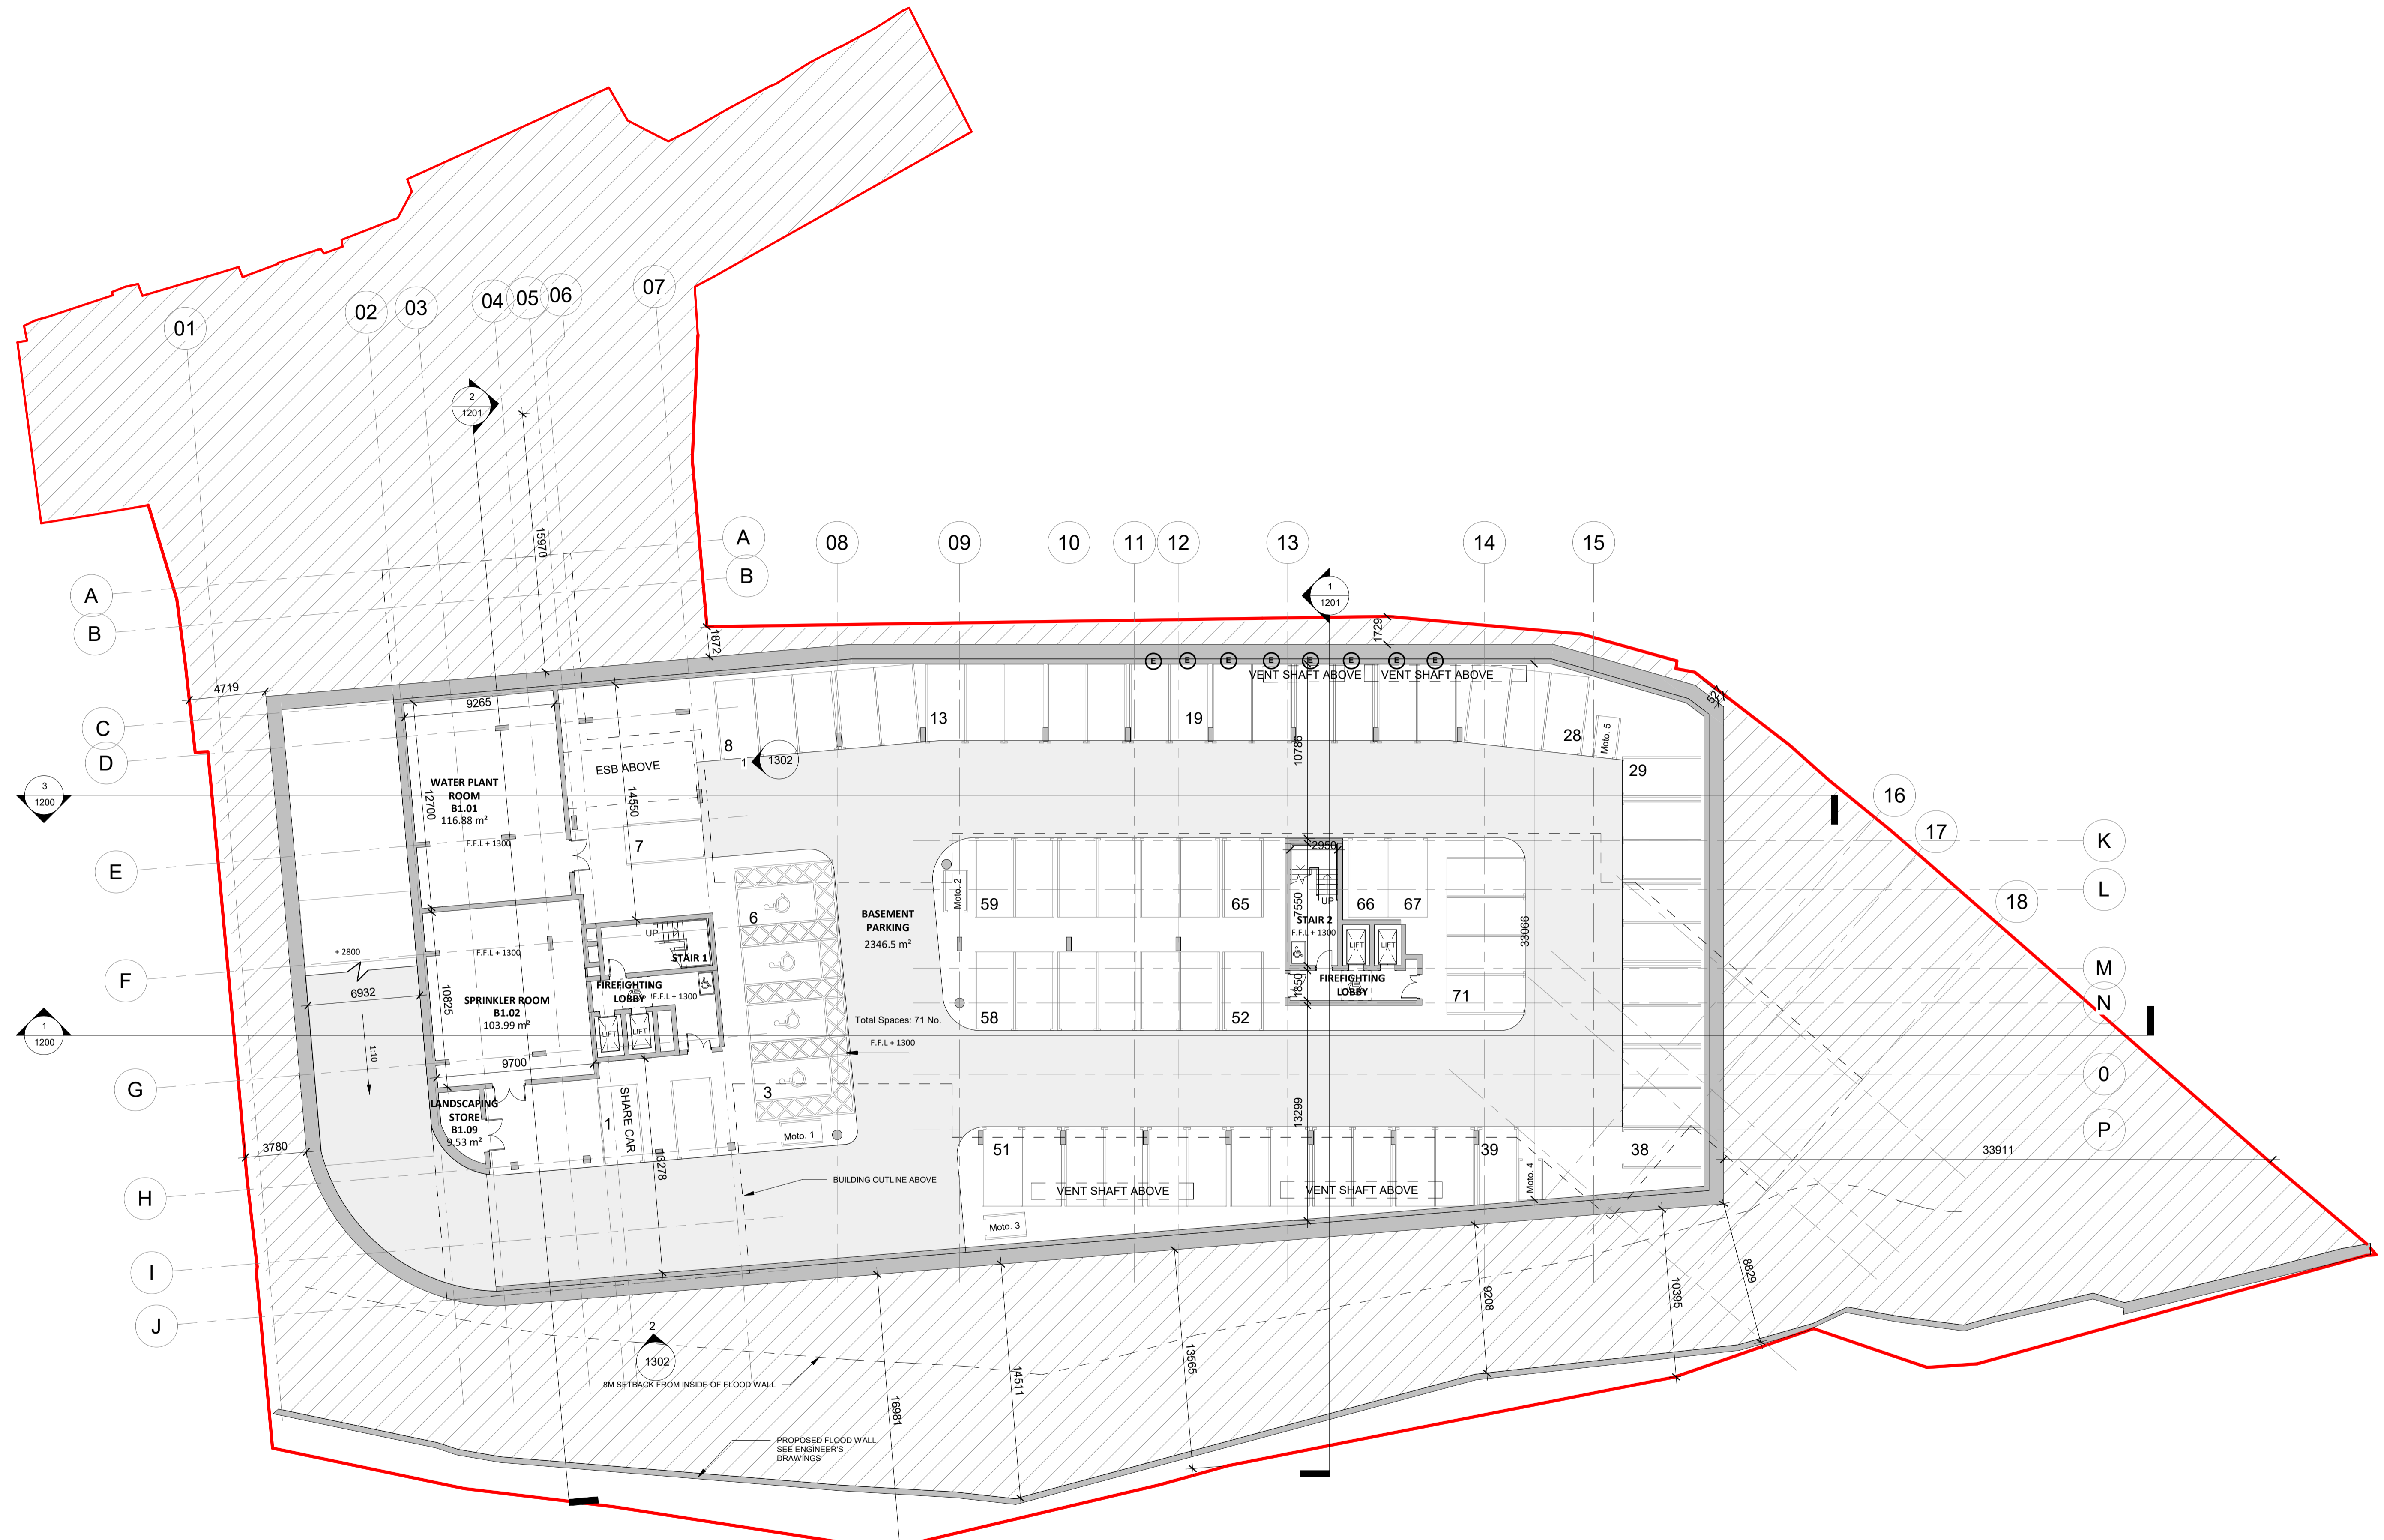 01
02
03
04
05
06
07
2
1201
15970
A
B
A
B
08
09
10
11
12
13
14
15
1
1201
1872
1729
527
4719
9265
C
D
E
F
G
H
I
J
3
1200
1
1200
WATER PLANT
ROOM
B1.01
116.88 m²
12700
F.F.L + 1300
ESB ABOVE
14550
8
1
1302
13
19
VENT SHAFT ABOVE
VENT SHAFT ABOVE
28
Moto. 5
29
10786
E
E
E
E
E
E
E
E
7
6
3
BASEMENT
PARKING
2346.5 m²
Total Spaces: 71 No.
F.F.L + 1300
Moto. 2
59
65
58
52
2950
7550
UP
STAIR 2
F.F.L + 1300
LIFT
LIFT
FIREFIGHTING
LOBBY
1850
66
67
71
33066
UP
STAIR 1
FIREFIGHTING
LOBBY
F.F.L + 1300
LIFT
LIFT
F.F.L + 1300
SPRINKLER ROOM
B1.02
103.99 m²
10825
9700
+ 2800
6932
1:10
LANDSCAPING
STORE
B1.09
9.53 m²
3780
1
SHARE CAR
13278
Moto. 1
BUILDING OUTLINE ABOVE
51
39
38
Moto. 4
13299
VENT SHAFT ABOVE
VENT SHAFT ABOVE
Moto. 3
16
17
18
K
L
M
N
0
P
33911
8829
10395
9208
13565
14511
16981
2
1302
8M SETBACK FROM INSIDE OF FLOOD WALL
PROPOSED FLOOD WALL,
SEE ENGINEER'S
DRAWINGS